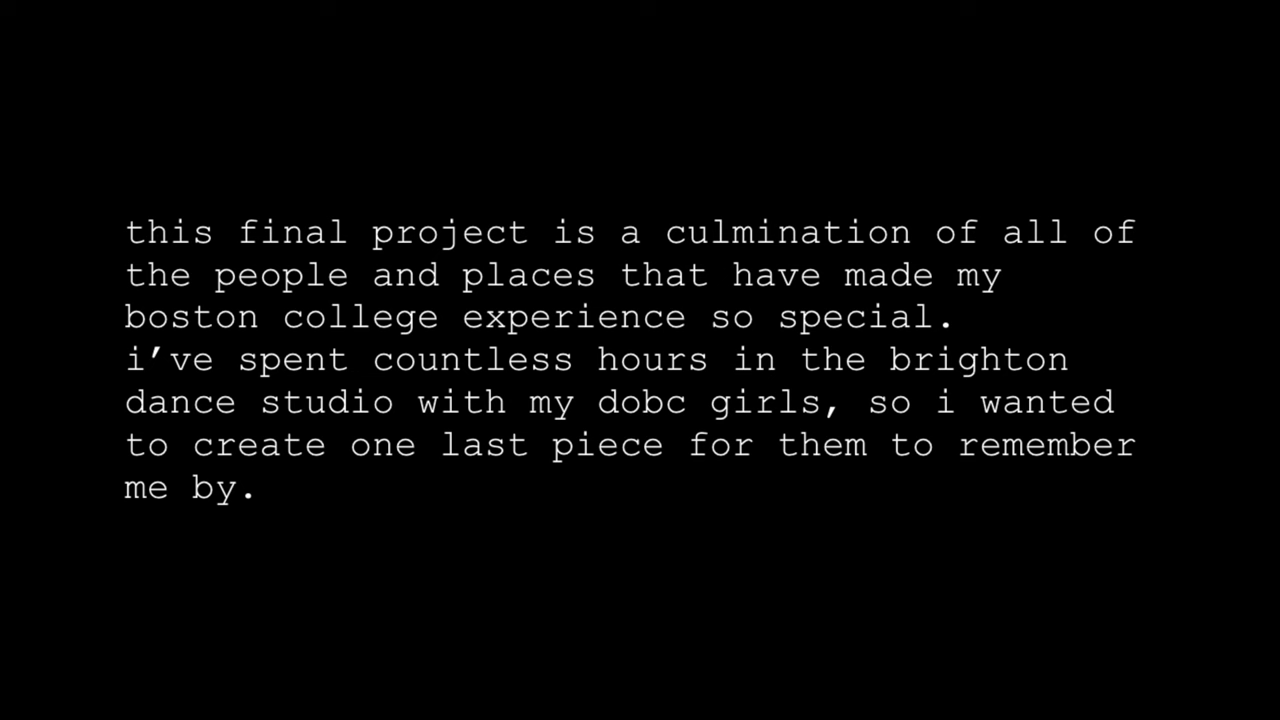 this final project is a culmination of all of
the people and places that have made my
boston college experience so special.
i’ve spent countless hours in the brighton
dance studio with my dobc girls, so i wanted
to create one last piece for them to remember
me by.